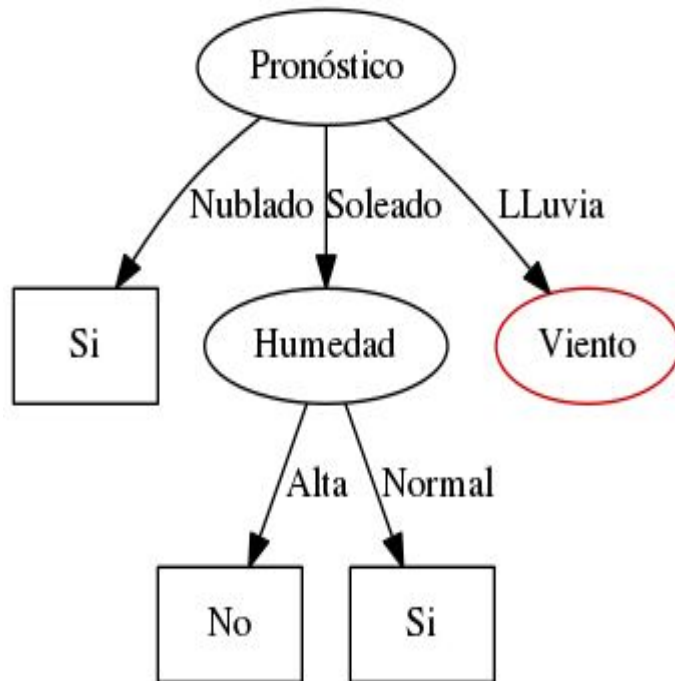 Pronóstico
Nublado Soleado LLuvia
Si Humedad Viento
Alta Normal
No Si